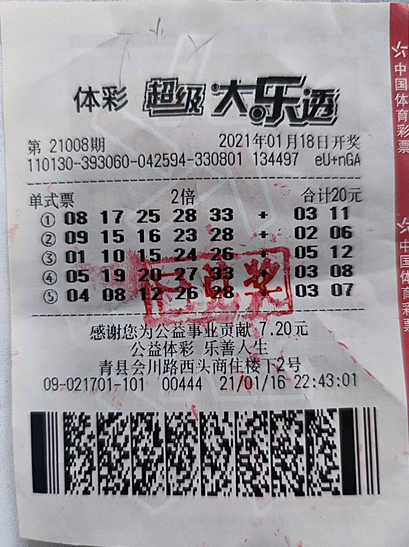 体彩 超级大乐透
第 21008期 2021年01月18日开奖
110130-393060-042594-330801 134497 eU+nGA
单式票 2倍 合计20元
① 08 17 25 28 33 + 03 11
② 09 15 16 23 28 + 02 06
③ 01 10 15 24 26 + 05 12
④ 05 19 20 27 33 + 03 08
⑤ 04 08 12 26 28 + 03 07
已兑奖
感谢您为公益事业贡献 7.20元
公益体彩 乐善人生
青县会川路西头商住楼下2号
09-021701-101 00444 21/01/16 22:43:01
中国体育彩票
中国体育彩票